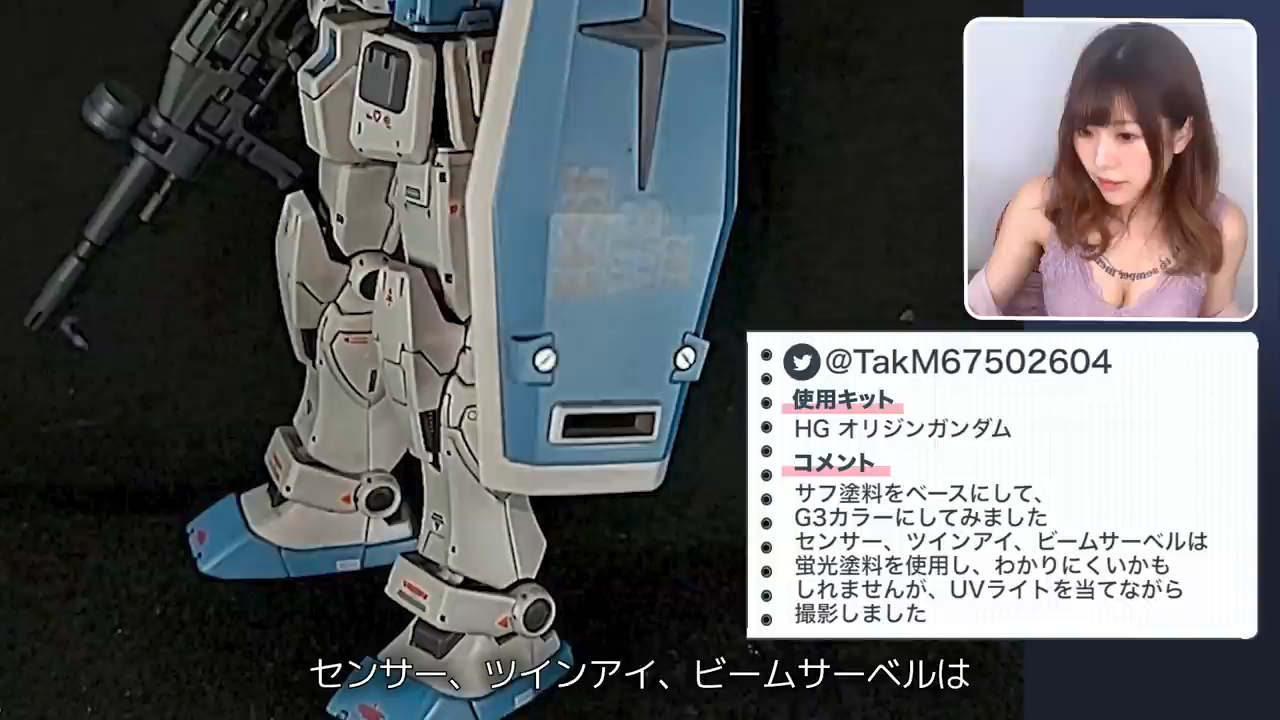 @TakM67502604
使用キット
HG オリジンガンダム
コメント
サフ塗料をベースにして、
G3カラーにしてみました
センサー、ツインアイ、ビームサーベルは
蛍光塗料を使用し、わかりにくいかも
しれませんが、UVライトを当てながら
撮影しました
センサー、ツインアイ、ビームサーベルは